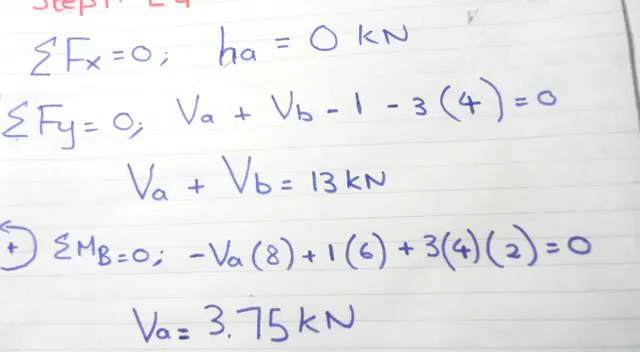 Step1:
ΣFx=0; ha = 0 kN
ΣFy=0; Va + Vb - 1 - 3(4)=0
Va + Vb = 13 kN
+ ΣMB=0; -Va(8)+1(6)+3(4)(2)=0
Va = 3.75 kN